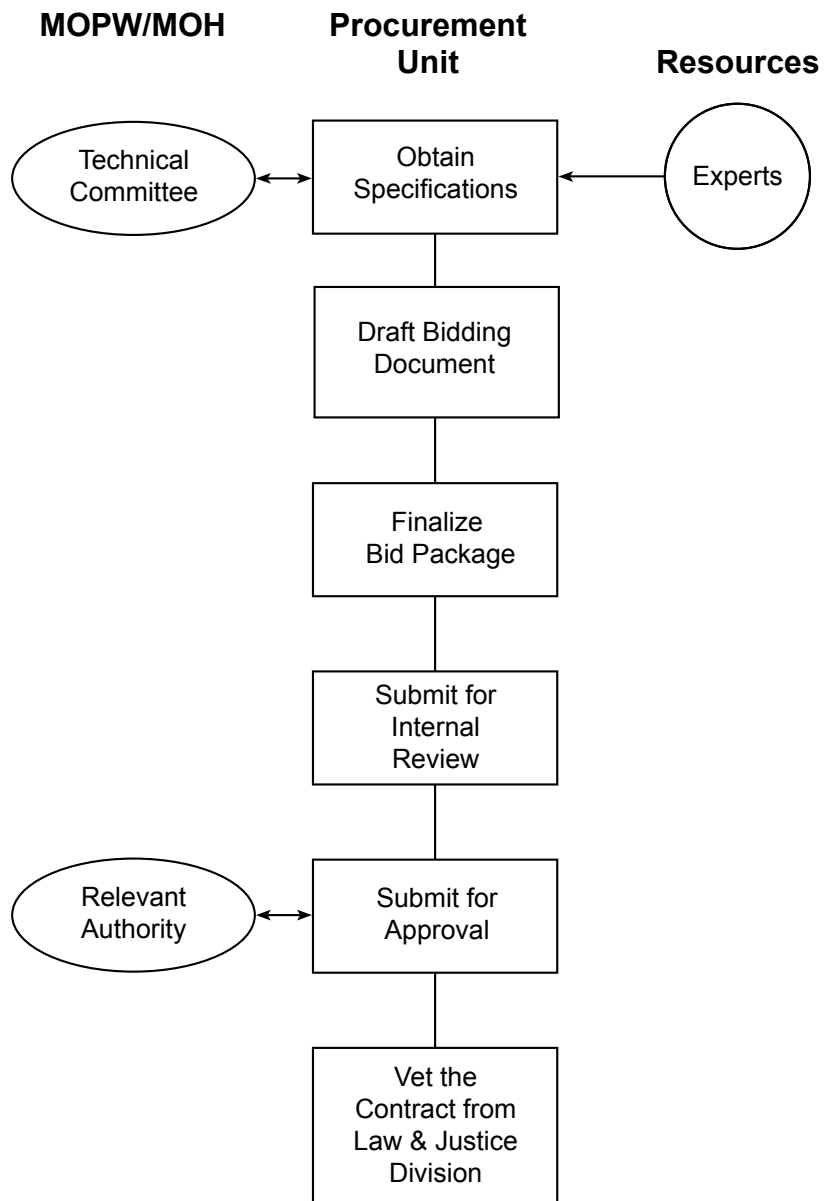 MOPW/MOH
Procurement
Unit
Resources
Technical
Committee
Obtain
Specifications
Experts
Draft Bidding
Document
Finalize
Bid Package
Submit for
Internal
Review
Relevant
Authority
Submit for
Approval
Vet the
Contract from
Law & Justice
Division